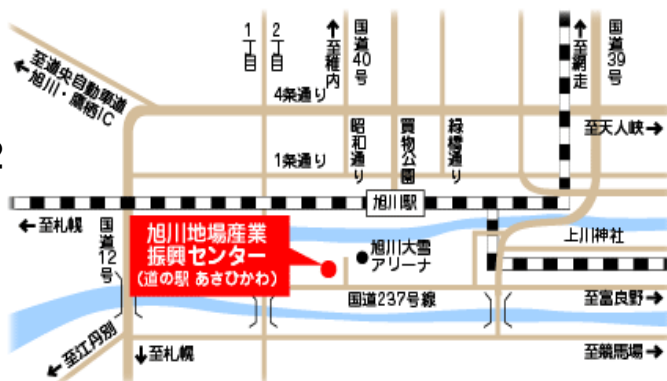 至道央自動車道
旭川・鷹栖IC
1丁目
2丁目
至稚内
国道40号
至網走
国道39号
4条通り
至天人峡
1条通り
昭和通り
買物公園
緑橋通り
2
旭川駅
至札幌
国道12号
旭川地場産業
振興センター
(道の駅 あさひかわ)
旭川大雪
アリーナ
上川神社
国道237号線
至富良野
至江丹別
至札幌
至競馬場